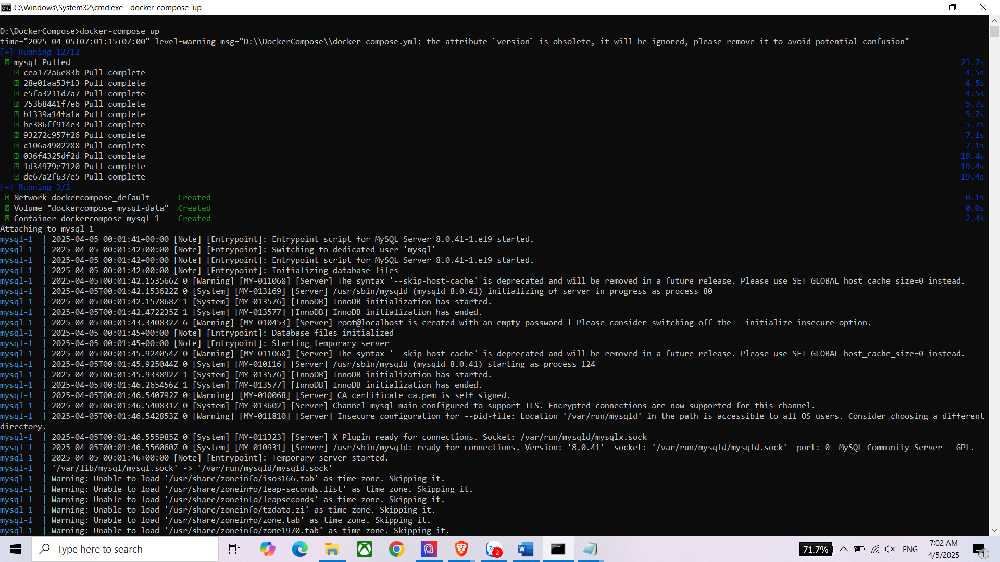 C:\Windows\System32\cmd.exe - docker-compose  up
D:\DockerCompose>docker-compose up
time="2025-04-05T07:01:15+07:00" level=warning msg="D:\\DockerCompose\\docker-compose.yml: the attribute `version` is obsolete, it will be ignored, please remove it to avoid potential confusion"
[+] Running 12/12
mysql Pulled 23.7s
cea172a6e83b Pull complete 4.5s
28e01aa53f13 Pull complete 4.5s
e5fa3211d7a7 Pull complete 4.5s
753b8441f7e6 Pull complete 5.7s
b1339a14fa1a Pull complete 5.7s
be386ff914e3 Pull complete 5.7s
93272c957f26 Pull complete 7.1s
c106a4902288 Pull complete 7.1s
036f4325df2d Pull complete 19.4s
1d34979e7120 Pull complete 19.4s
de67a2f637e5 Pull complete 19.4s
[+] Running 3/3
Network dockercompose_default Created 0.1s
Volume "dockercompose_mysql-data" Created 0.0s
Container dockercompose-mysql-1 Created 2.4s
Attaching to mysql-1
mysql-1  | 2025-04-05 00:01:41+00:00 [Note] [Entrypoint]: Entrypoint script for MySQL Server 8.0.41-1.el9 started.
mysql-1  | 2025-04-05 00:01:42+00:00 [Note] [Entrypoint]: Switching to dedicated user 'mysql'
mysql-1  | 2025-04-05 00:01:42+00:00 [Note] [Entrypoint]: Entrypoint script for MySQL Server 8.0.41-1.el9 started.
mysql-1  | 2025-04-05 00:01:42+00:00 [Note] [Entrypoint]: Initializing database files
mysql-1  | 2025-04-05T00:01:42.153566Z 0 [Warning] [MY-011068] [Server] The syntax '--skip-host-cache' is deprecated and will be removed in a future release. Please use SET GLOBAL host_cache_size=0 instead.
mysql-1  | 2025-04-05T00:01:42.153622Z 0 [System] [MY-013169] [Server] /usr/sbin/mysqld (mysqld 8.0.41) initializing of server in progress as process 80
mysql-1  | 2025-04-05T00:01:42.157868Z 1 [System] [MY-013576] [InnoDB] InnoDB initialization has started.
mysql-1  | 2025-04-05T00:01:42.472235Z 1 [System] [MY-013577] [InnoDB] InnoDB initialization has ended.
mysql-1  | 2025-04-05T00:01:43.340832Z 6 [Warning] [MY-010453] [Server] root@localhost is created with an empty password ! Please consider switching off the --initialize-insecure option.
mysql-1  | 2025-04-05 00:01:45+00:00 [Note] [Entrypoint]: Database files initialized
mysql-1  | 2025-04-05 00:01:45+00:00 [Note] [Entrypoint]: Starting temporary server
mysql-1  | 2025-04-05T00:01:45.924054Z 0 [Warning] [MY-011068] [Server] The syntax '--skip-host-cache' is deprecated and will be removed in a future release. Please use SET GLOBAL host_cache_size=0 instead.
mysql-1  | 2025-04-05T00:01:45.925044Z 0 [System] [MY-010116] [Server] /usr/sbin/mysqld (mysqld 8.0.41) starting as process 124
mysql-1  | 2025-04-05T00:01:45.933892Z 1 [System] [MY-013576] [InnoDB] InnoDB initialization has started.
mysql-1  | 2025-04-05T00:01:46.265456Z 1 [System] [MY-013577] [InnoDB] InnoDB initialization has ended.
mysql-1  | 2025-04-05T00:01:46.540792Z 0 [Warning] [MY-010068] [Server] CA certificate ca.pem is self signed.
mysql-1  | 2025-04-05T00:01:46.540831Z 0 [System] [MY-013602] [Server] Channel mysql_main configured to support TLS. Encrypted connections are now supported for this channel.
mysql-1  | 2025-04-05T00:01:46.542853Z 0 [Warning] [MY-011810] [Server] Insecure configuration for --pid-file: Location '/var/run/mysqld' in the path is accessible to all OS users. Consider choosing a different
directory.
mysql-1  | 2025-04-05T00:01:46.555985Z 0 [System] [MY-011323] [Server] X Plugin ready for connections. Socket: /var/run/mysqld/mysqlx.sock
mysql-1  | 2025-04-05T00:01:46.556060Z 0 [System] [MY-010931] [Server] /usr/sbin/mysqld: ready for connections. Version: '8.0.41'  socket: '/var/run/mysqld/mysqld.sock'  port: 0  MySQL Community Server - GPL.
mysql-1  | 2025-04-05 00:01:46+00:00 [Note] [Entrypoint]: Temporary server started.
mysql-1  | '/var/lib/mysql/mysql.sock' -> '/var/run/mysqld/mysqld.sock'
mysql-1  | Warning: Unable to load '/usr/share/zoneinfo/iso3166.tab' as time zone. Skipping it.
mysql-1  | Warning: Unable to load '/usr/share/zoneinfo/leap-seconds.list' as time zone. Skipping it.
mysql-1  | Warning: Unable to load '/usr/share/zoneinfo/leapseconds' as time zone. Skipping it.
mysql-1  | Warning: Unable to load '/usr/share/zoneinfo/tzdata.zi' as time zone. Skipping it.
mysql-1  | Warning: Unable to load '/usr/share/zoneinfo/zone.tab' as time zone. Skipping it.
mysql-1  | Warning: Unable to load '/usr/share/zoneinfo/zone1970.tab' as time zone. Skipping it.
Type here to search
2
71.7%
ENG
7:02 AM
4/5/2025
1